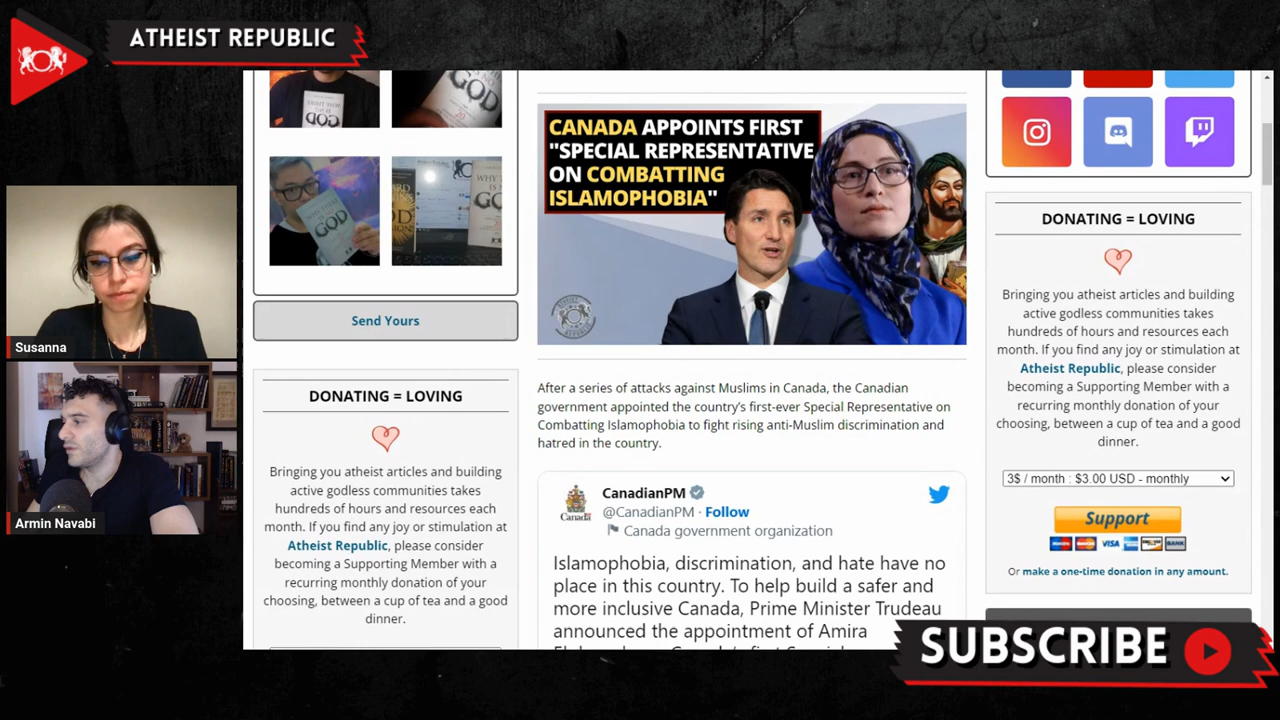 ATHEIST REPUBLIC
Susanna
Armin Navabi
GOD
GOD
GOD
Send Yours
DONATING = LOVING
Bringing you atheist articles and building
active godless communities takes
hundreds of hours and resources each
month. If you find any joy or stimulation at
Atheist Republic, please consider
becoming a Supporting Member with a
recurring monthly donation of your
choosing, between a cup of tea and a good
dinner.
CANADA APPOINTS FIRST
"SPECIAL REPRESENTATIVE
ON COMBATTING
ISLAMOPHOBIA"
After a series of attacks against Muslims in Canada, the Canadian
government appointed the country's first-ever Special Representative on
Combatting Islamophobia to fight rising anti-Muslim discrimination and
hatred in the country.
Canada
CanadianPM
@CanadianPM · Follow
Canada government organization
Islamophobia, discrimination, and hate have no
place in this country. To help build a safer and
more inclusive Canada, Prime Minister Trudeau
announced the appointment of Amira
DONATING = LOVING
Bringing you atheist articles and building
active godless communities takes
hundreds of hours and resources each
month. If you find any joy or stimulation at
Atheist Republic, please consider
becoming a Supporting Member with a
recurring monthly donation of your
choosing, between a cup of tea and a good
dinner.
3$ / month : $3.00 USD - monthly
Support
VISA
BANK
Or make a one-time donation in any amount.
SUBSCRIBE